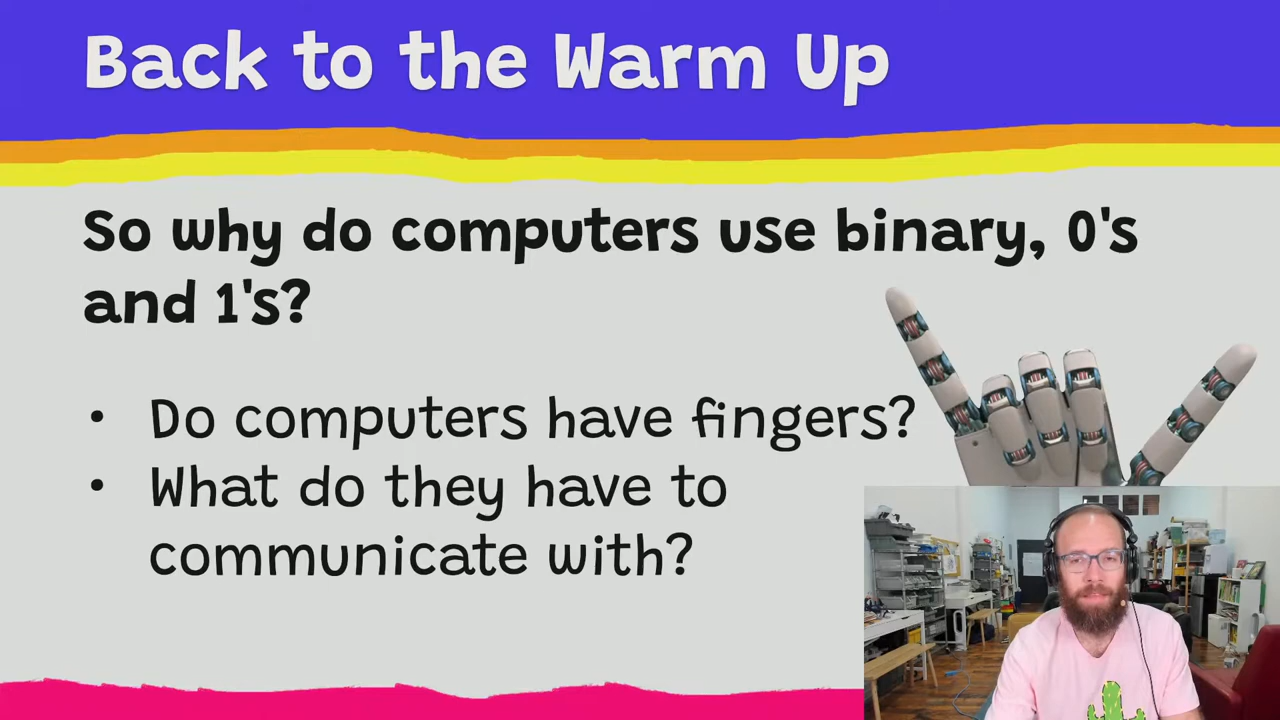 Back to the Warm Up
So why do computers use binary, 0's
and 1's?
• Do computers have fingers?
• What do they have to
communicate with?